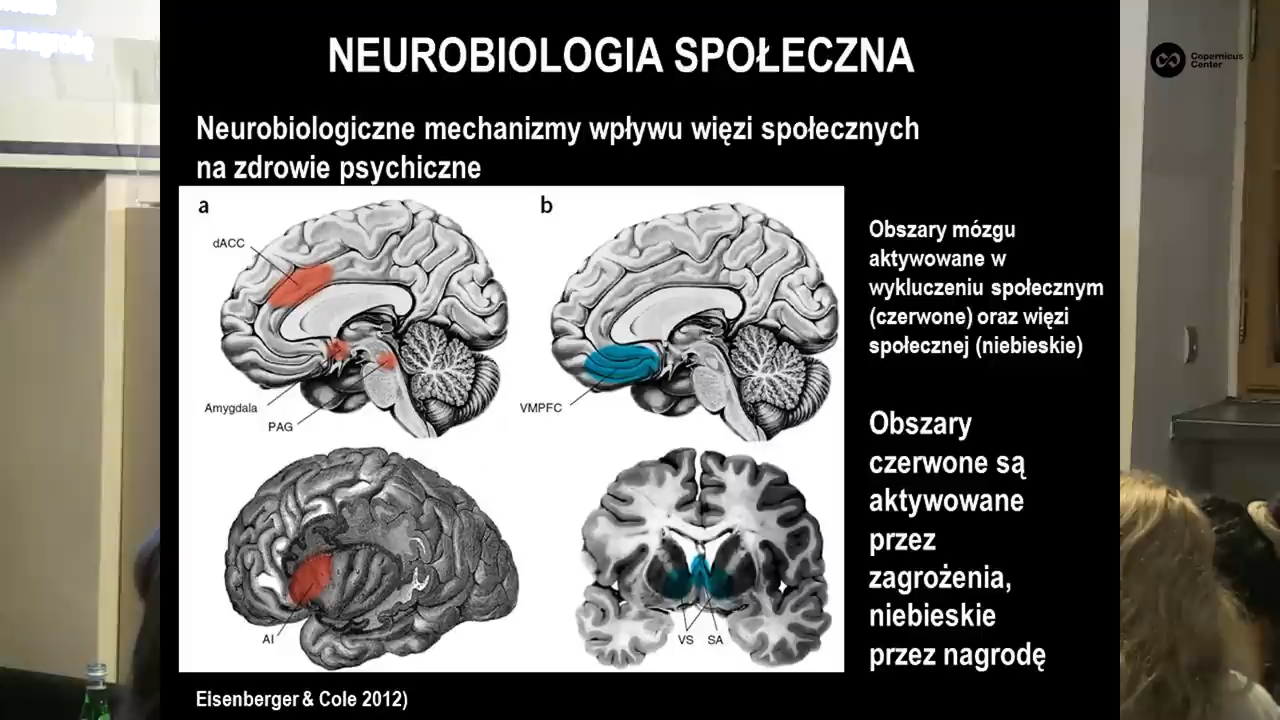 z nagrodę
NEUROBIOLOGIA SPOŁECZNA
Copernicus
Center
Neurobiologiczne mechanizmy wpływu więzi społecznych
na zdrowie psychiczne
a
b
dACC
Amygdala
PAG
VMPFC
AI
VS
SA
Obszary mózgu
aktywowane w
wykluczeniu społecznym
(czerwone) oraz więzi
społecznej (niebieskie)
Obszary
czerwone są
aktywowane
przez
zagrożenia,
niebieskie
przez nagrodę
Eisenberger & Cole 2012)